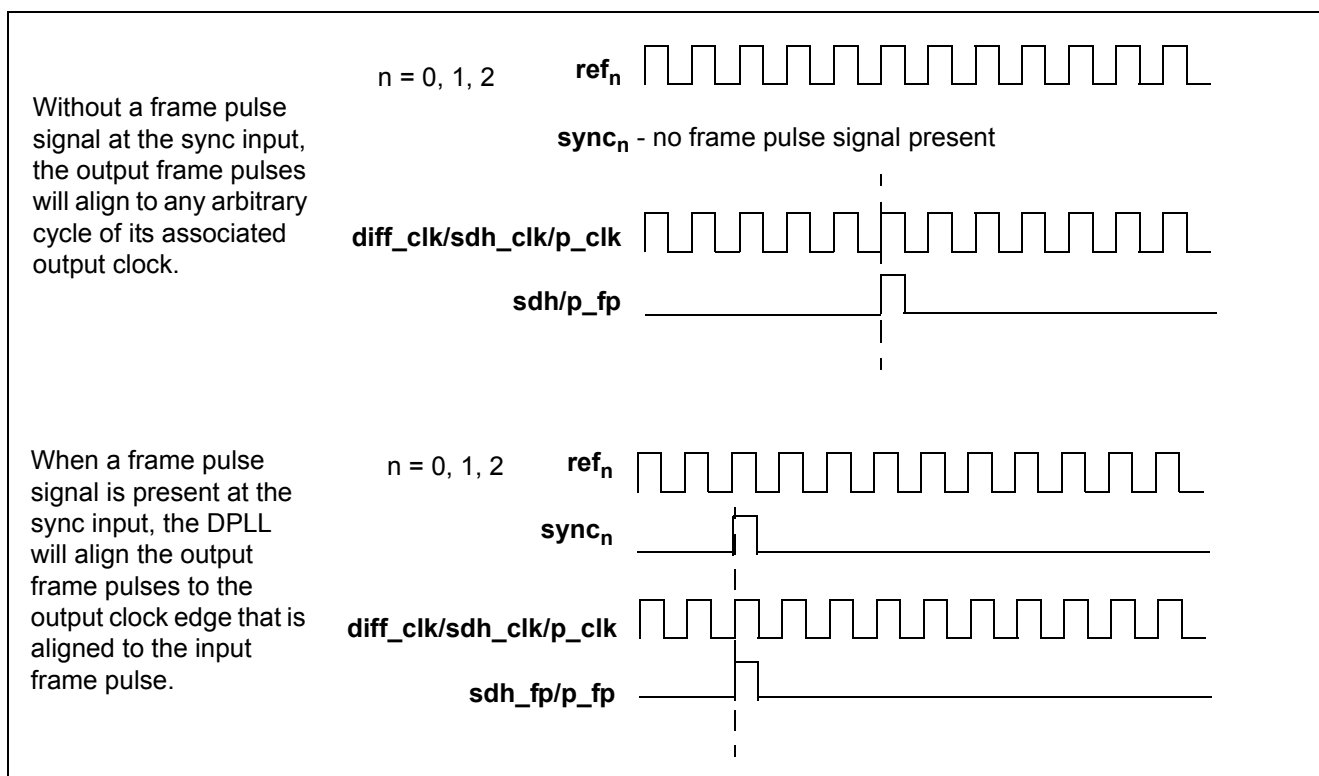 Without a frame pulse
signal at the sync input,
the output frame pulses
will align to any arbitrary
cycle of its associated
output clock.
n = 0, 1, 2
refn
syncn - no frame pulse signal present
diff_clk/sdh_clk/p_clk
sdh/p_fp
When a frame pulse
signal is present at the
sync input, the DPLL
will align the output
frame pulses to the
output clock edge that is
aligned to the input
frame pulse.
n = 0, 1, 2
refn
syncn
diff_clk/sdh_clk/p_clk
sdh_fp/p_fp